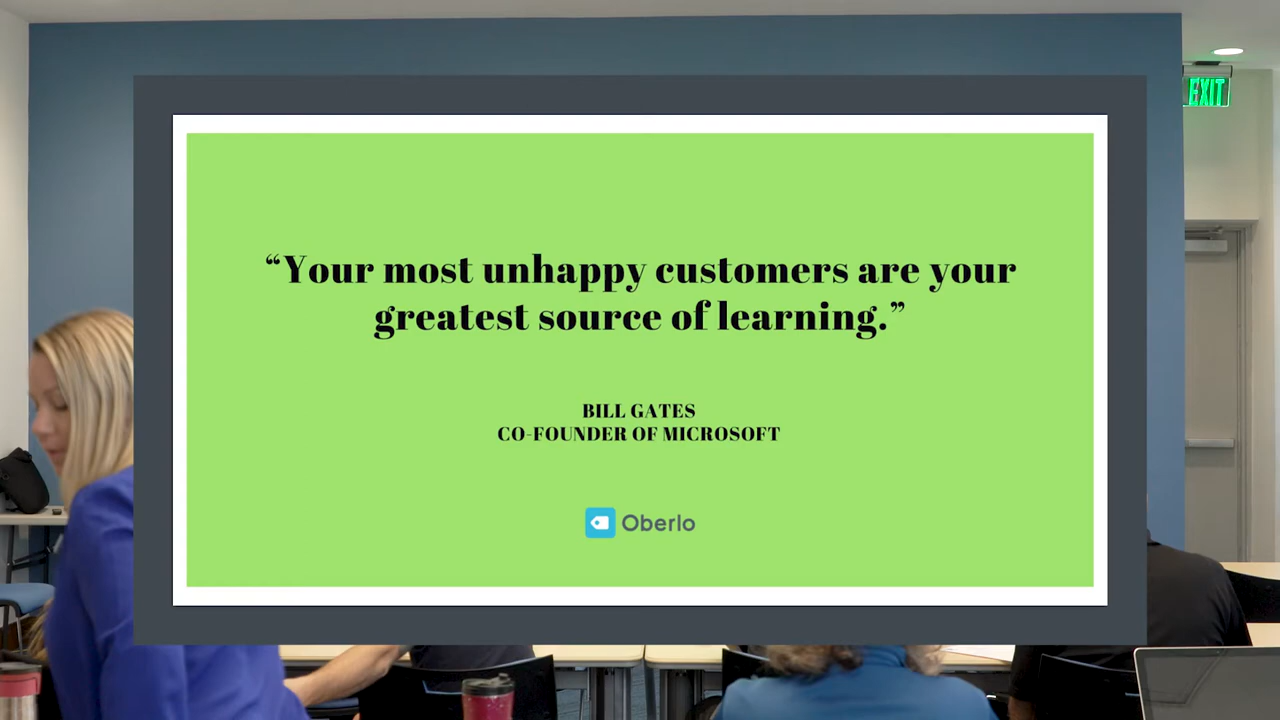 EXIT
“Your most unhappy customers are your
greatest source of learning.”
BILL GATES
CO-FOUNDER OF MICROSOFT
Oberlo